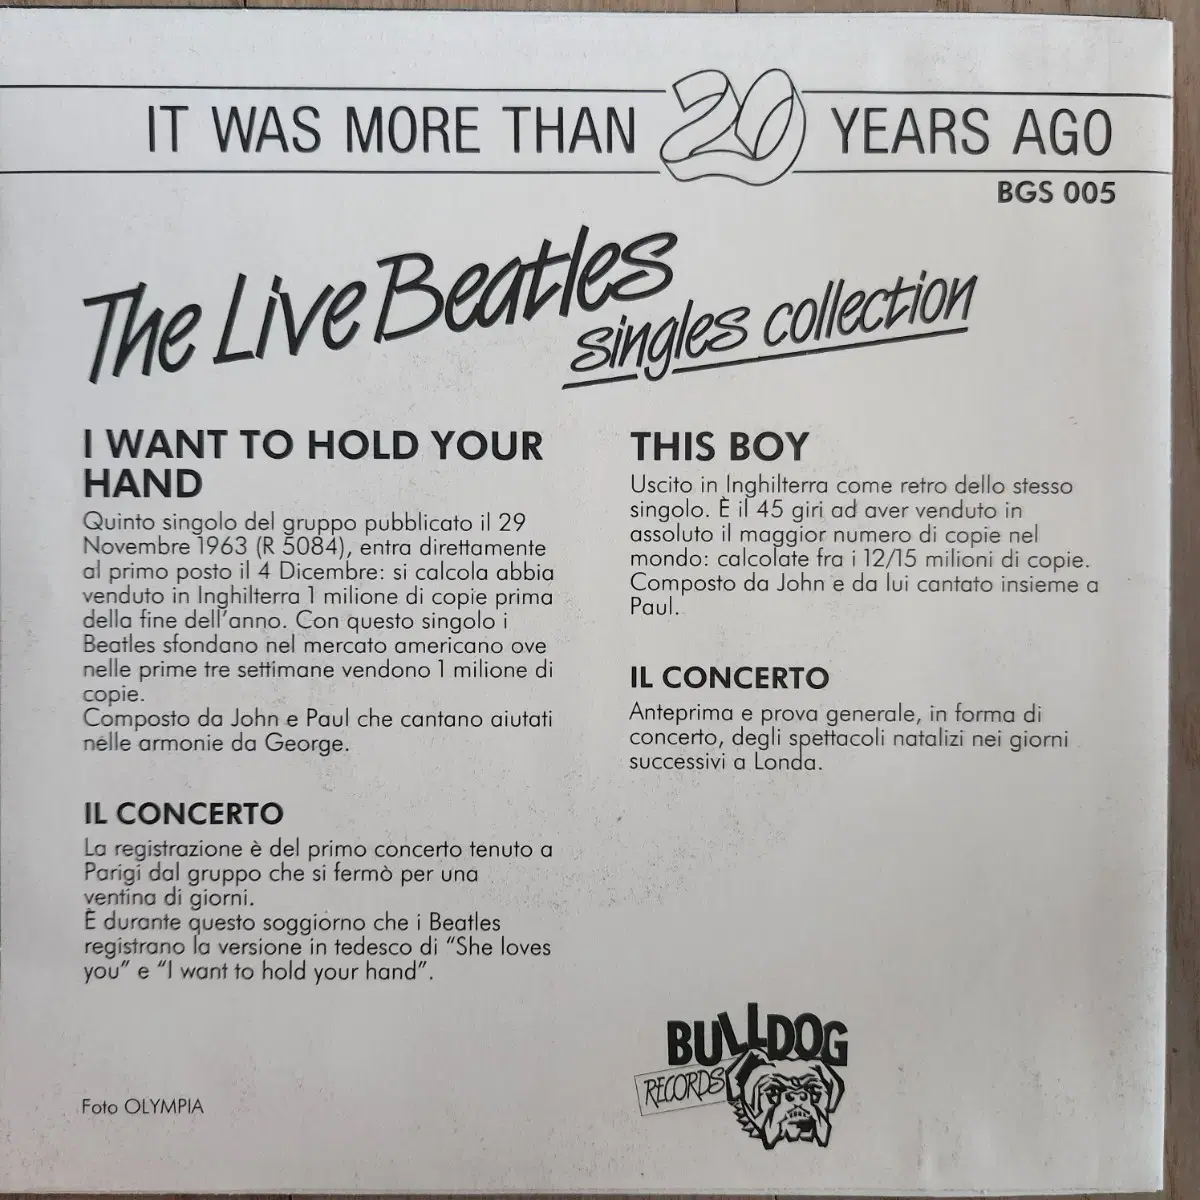 IT WAS MORE THAN 20 YEARS AGO
BGS 005
The Live Beatles
singles collection
I WANT TO HOLD YOUR
HAND
Quinto singolo del gruppo pubblicato il 29
Novembre 1963 (R 5084), entra direttamente
al primo posto il 4 Dicembre: si calcola abbia
venduto in Inghilterra 1 milione di copie prima
della fine dell'anno. Con questo singolo i
Beatles sfondano nel mercato americano ove
nelle prime tre settimane vendono 1 milione di
copie.
Composto da John e Paul che cantano aiutati
nelle armonie da George.
IL CONCERTO
La registrazione è del primo concerto tenuto a
Parigi dal gruppo che si fermò per una
ventina di giorni.
È durante questo soggiorno che i Beatles
registrano la versione in tedesco di "She loves
you" e "I want to hold your hand".
Foto OLYMPIA
THIS BOY
Uscito in Inghilterra come retro dello stesso
singolo. È il 45 giri ad aver venduto in
assoluto il maggior numero di copie nel
mondo: calcolate fra i 12/15 milioni di copie.
Composto da John e da lui cantato insieme a
Paul.
IL CONCERTO
Anteprima e prova generale, in forma di
concerto, degli spettacoli natalizi nei giorni
successivi a Londa.
BULLDOG
RECORDS